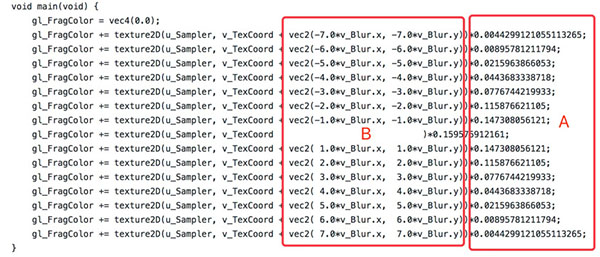 void main(void) {
gl_FragColor = vec4(0.0);
gl_FragColor += texture2D(u_Sampler, v_TexCoord + vec2(-7.0*v_Blur.x, -7.0*v_Blur.y))*0.0044299121055113265;
gl_FragColor += texture2D(u_Sampler, v_TexCoord + vec2(-6.0*v_Blur.x, -6.0*v_Blur.y))*0.00895781211794;
gl_FragColor += texture2D(u_Sampler, v_TexCoord + vec2(-5.0*v_Blur.x, -5.0*v_Blur.y))*0.0215963866053;
gl_FragColor += texture2D(u_Sampler, v_TexCoord + vec2(-4.0*v_Blur.x, -4.0*v_Blur.y))*0.0443683338718;
gl_FragColor += texture2D(u_Sampler, v_TexCoord + vec2(-3.0*v_Blur.x, -3.0*v_Blur.y))*0.0776744219933;
gl_FragColor += texture2D(u_Sampler, v_TexCoord + vec2(-2.0*v_Blur.x, -2.0*v_Blur.y))*0.115876621105;
gl_FragColor += texture2D(u_Sampler, v_TexCoord + vec2(-1.0*v_Blur.x, -1.0*v_Blur.y))*0.147308056121; A
gl_FragColor += texture2D(u_Sampler, v_TexCoord B )*0.159576912161;
gl_FragColor += texture2D(u_Sampler, v_TexCoord + vec2( 1.0*v_Blur.x, 1.0*v_Blur.y))*0.147308056121;
gl_FragColor += texture2D(u_Sampler, v_TexCoord + vec2( 2.0*v_Blur.x, 2.0*v_Blur.y))*0.115876621105;
gl_FragColor += texture2D(u_Sampler, v_TexCoord + vec2( 3.0*v_Blur.x, 3.0*v_Blur.y))*0.0776744219933;
gl_FragColor += texture2D(u_Sampler, v_TexCoord + vec2( 4.0*v_Blur.x, 4.0*v_Blur.y))*0.0443683338718;
gl_FragColor += texture2D(u_Sampler, v_TexCoord + vec2( 5.0*v_Blur.x, 5.0*v_Blur.y))*0.0215963866053;
gl_FragColor += texture2D(u_Sampler, v_TexCoord + vec2( 6.0*v_Blur.x, 6.0*v_Blur.y))*0.00895781211794;
gl_FragColor += texture2D(u_Sampler, v_TexCoord + vec2( 7.0*v_Blur.x, 7.0*v_Blur.y))*0.0044299121055113265;
}